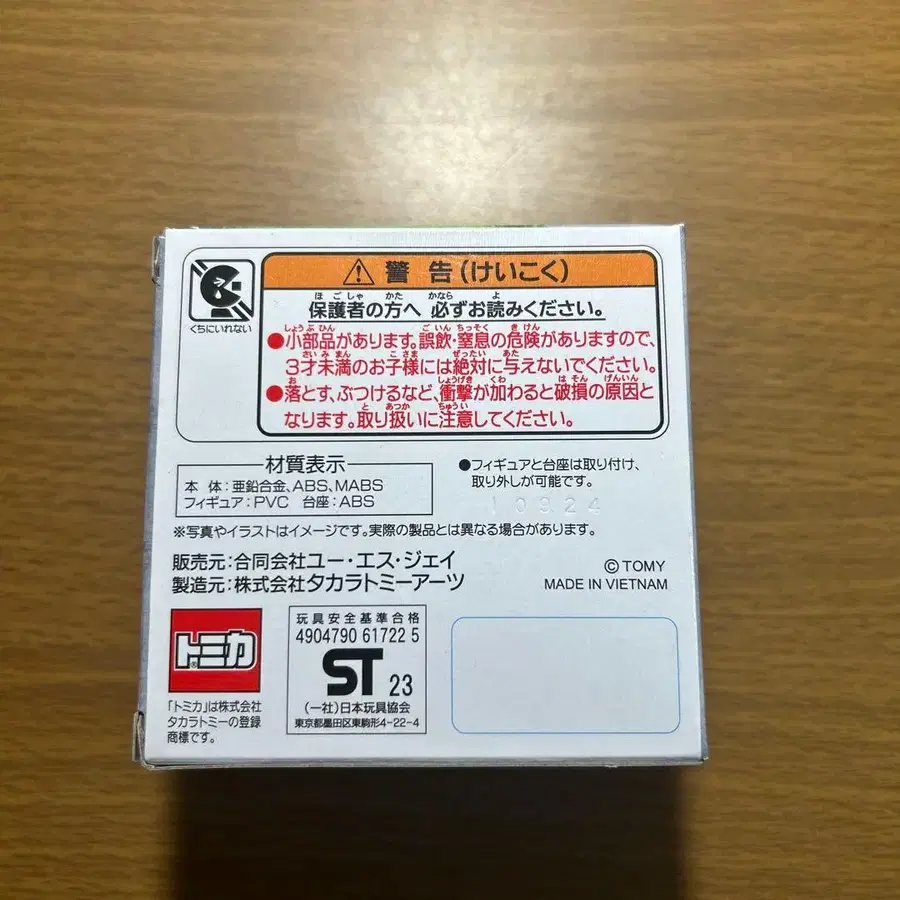 警告(けいこく)
保護者の方へ 必ずお読みください。
●小部品があります。誤飲・窒息の危険がありますので、
3才未満のお子様には絶対に与えないでください。
●落とす、ぶつけるなど、衝撃が加わると破損の原因と
なります。取り扱いに注意してください。
くちにいれない
材質表示
本体:亜鉛合金、ABS、MABS
フィギュア:PVC 台座:ABS
●フィギュアと台座は取り付け、
取り外しが可能です。
10924
※写真やイラストはイメージです。実際の製品とは異なる場合があります。
販売元:合同会社ユー・エス・ジェイ
製造元:株式会社タカラトミーアーツ
© TOMY
MADE IN VIETNAM
トミカ®
「トミカ」は株式会社
タカラトミーの登録
商標です。
玩具安全基準合格
4904790 61722 5
ST 23
(一社)日本玩具協会
東京都墨田区東駒形4-22-4